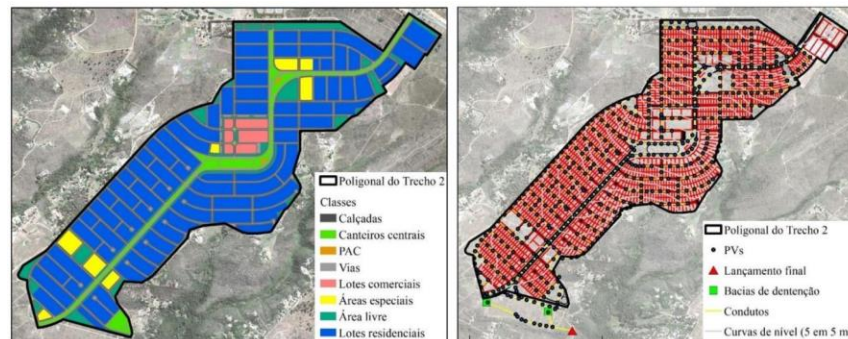 Poligonal do Trecho 2
Classes
Calçadas
Canteiros centrais
PAC
Vias
Lotes comerciais
Áreas especiais
Área livre
Lotes residenciais
Poligonal do Trecho 2
PVs
Lançamento final
Bacias de dentenção
Condutos
Curvas de nível (5 em 5 m